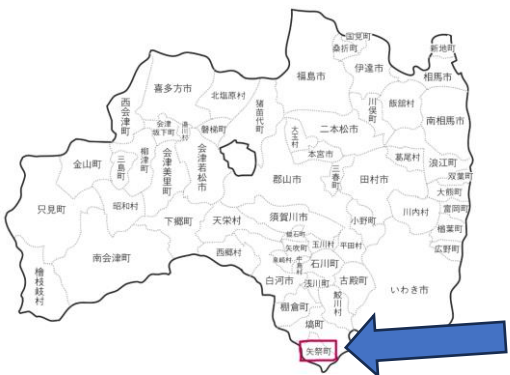 国見町
桑折町
新地町
伊達市
福島市
相馬市
喜多方市
北塩原村
猪苗代町
川俣町
飯舘村
西会津町
南相馬市
会津坂下町
湯川村
磐梯町
大玉村
二本松市
本宮市
葛尾村
浪江町
金山町
三島町
柳津町
会津美里町
会津若松市
郡山市
三春町
田村市
双葉町
大熊町
只見町
昭和村
下郷町
天栄村
須賀川市
小野町
川内村
富岡町
楢葉町
広野町
鏡石町
南会津町
西郷村
矢吹町
玉川村
平田村
泉崎村
中島村
石川町
檜枝岐村
白河市
浅川町
古殿町
いわき市
棚倉町
鮫川村
塙町
矢祭町